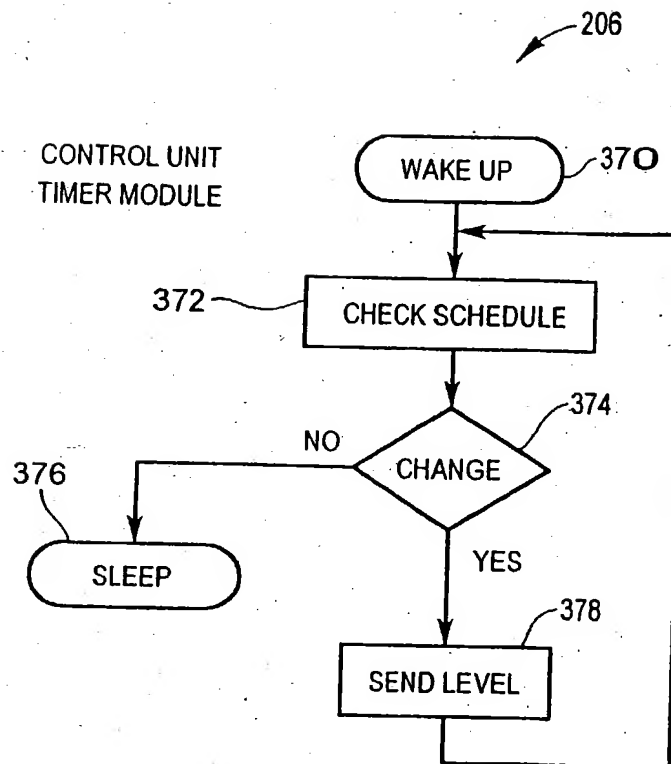 206
CONTROL UNIT
TIMER MODULE
WAKE UP
370
372
CHECK SCHEDULE
374
NO
CHANGE
376
SLEEP
YES
378
SEND LEVEL